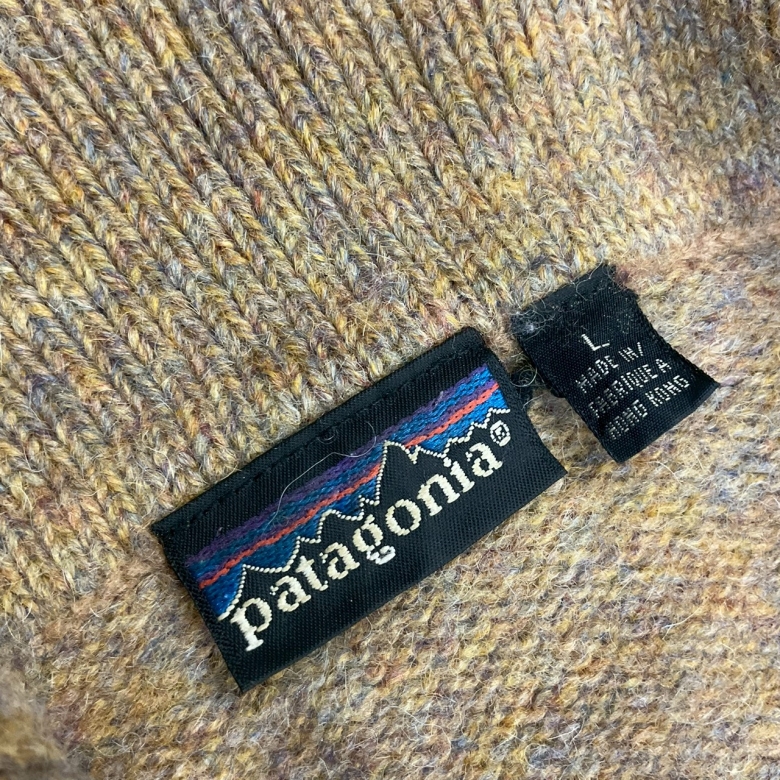 patagonia®
L
MADE IN/
FABRIQUE A
HONG KONG